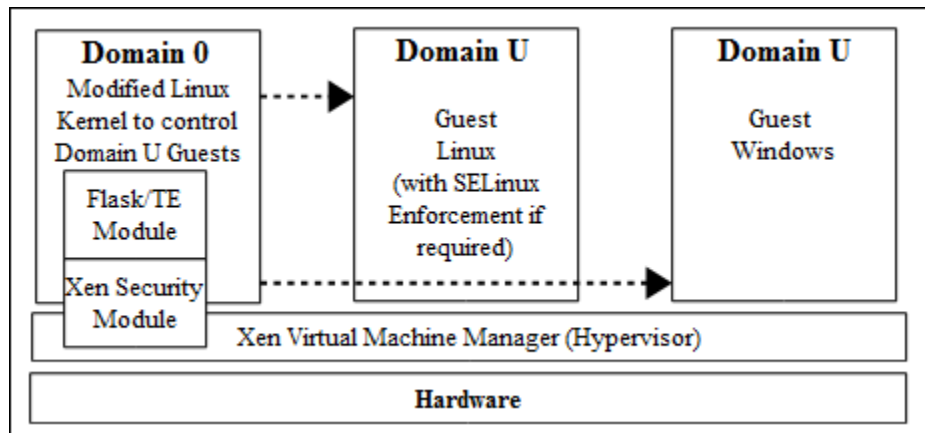 Domain 0
Modified Linux
Kernel to control
Domain U Guests
Flask/TE
Module
Xen Security
Module
Domain U
Guest
Linux
(with SELinux
Enforcement if
required)
Domain U
Guest
Windows
Xen Virtual Machine Manager (Hypervisor)
Hardware